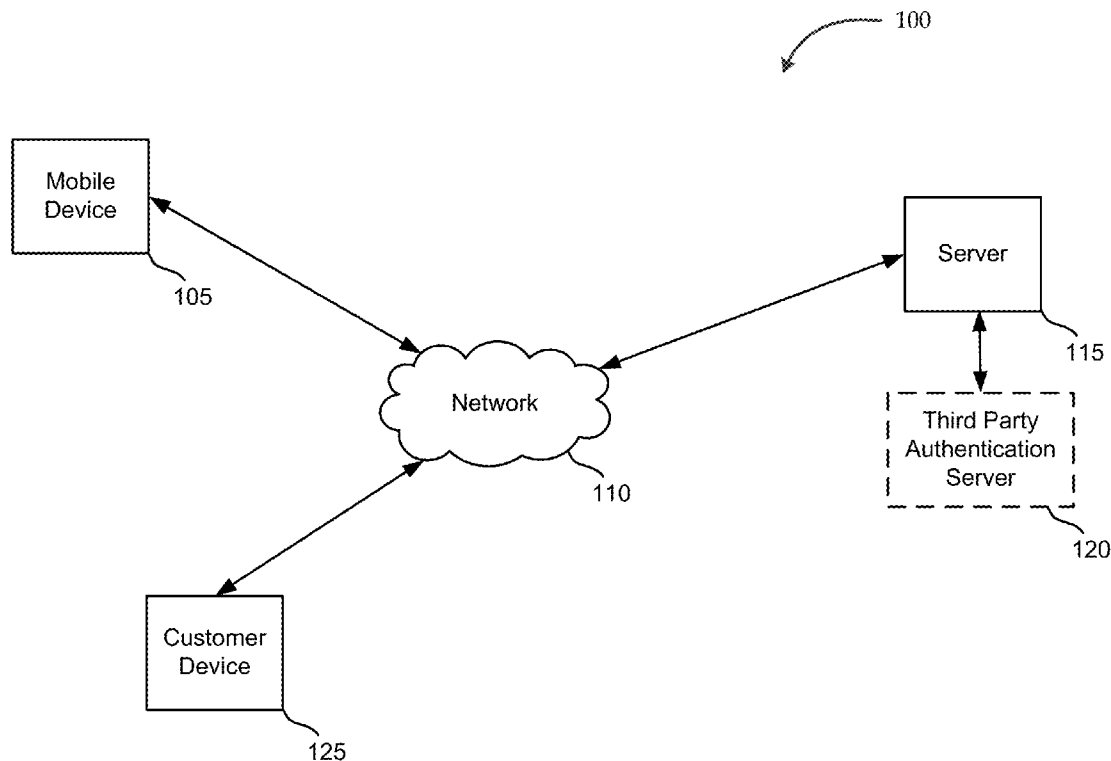 100
Mobile
Device
105
Server
115
Network
110
Third Party
Authentication
Server
120
Customer
Device
125